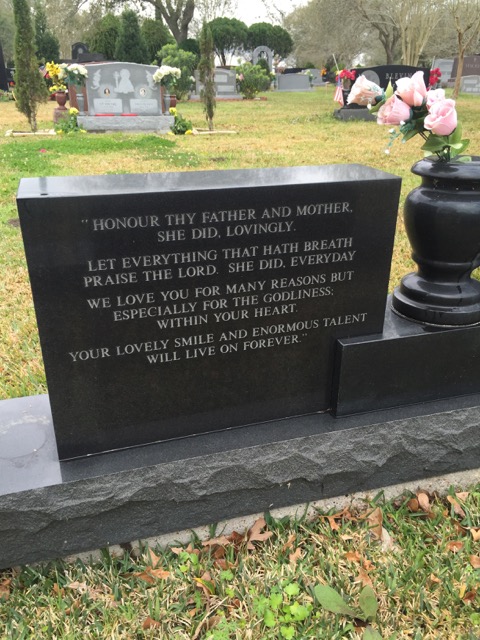 "HONOUR THY FATHER AND MOTHER,
SHE DID, LOVINGLY.
LET EVERYTHING THAT HATH BREATH
PRAISE THE LORD. SHE DID, EVERYDAY
WE LOVE YOU FOR MANY REASONS BUT
ESPECIALLY FOR THE GODLINESS;
WITHIN YOUR HEART.
YOUR LOVELY SMILE AND ENORMOUS TALENT
WILL LIVE ON FOREVER."